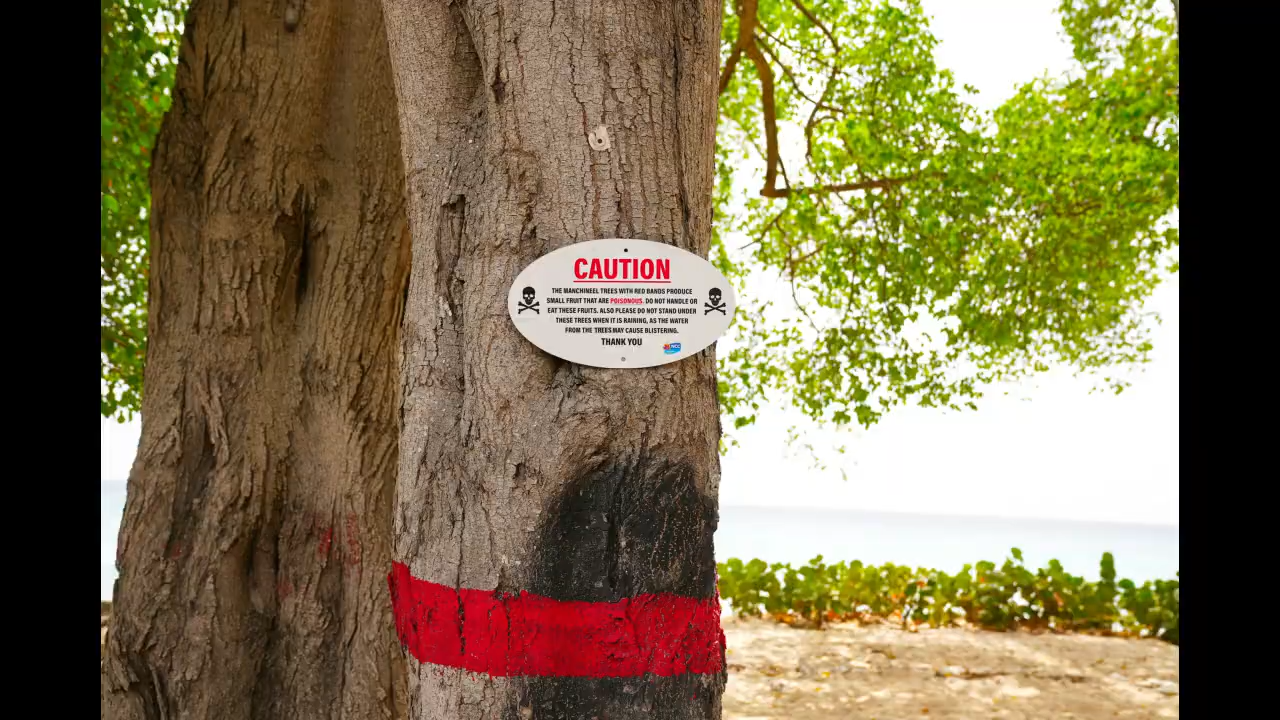 CAUTION
THE MANCHINEEL TREES WITH RED BANDS PRODUCE
SMALL FRUIT THAT ARE POISONOUS. DO NOT HANDLE OR
EAT THESE FRUITS. ALSO PLEASE DO NOT STAND UNDER
THESE TREES WHEN IT IS RAINING, AS THE WATER
FROM THE TREES MAY CAUSE BLISTERING.
THANK YOU
NCC